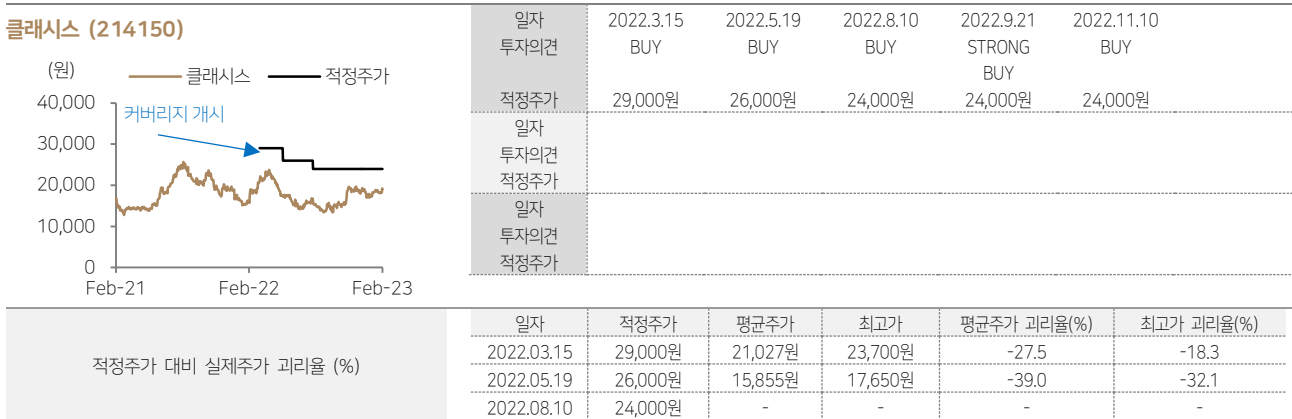 클래시스 (214150)
(원)
클래시스 적정주가
커버리지 개시
40,000
30,000
20,000
10,000
0
Feb-21 Feb-22 Feb-23
일자 2022.3.15 2022.5.19 2022.8.10 2022.9.21 2022.11.10
투자의견 BUY BUY BUY STRONG BUY BUY
적정주가 29,000원 26,000원 24,000원 24,000원 24,000원
일자
투자의견
적정주가
일자
투자의견
적정주가
적정주가 대비 실제주가 괴리율 (%)
일자 적정주가 평균주가 최고가 평균주가 괴리율(%) 최고가 괴리율(%)
2022.03.15 29,000원 21,027원 23,700원 -27.5 -18.3
2022.05.19 26,000원 15,855원 17,650원 -39.0 -32.1
2022.08.10 24,000원 - - - -